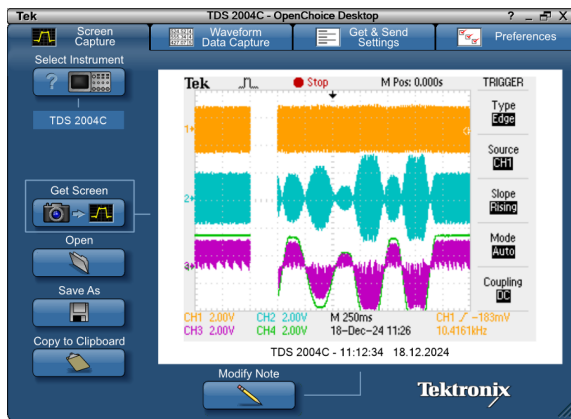 Tek
TDS 2004C - OpenChoice Desktop
? _ X
Screen Capture
Waveform Data Capture
Get & Send Settings
Preferences
Select Instrument
?
TDS 2004C
Get Screen
Open
Save As
Copy to Clipboard
Tek Stop M Pos: 0.000s TRIGGER
Type
Edge
Source
CH1
Slope
Rising
Mode
Auto
Coupling
DC
1
2
3
CH1 2.00V CH2 2.00V M 250ms CH1 -183mV
CH3 2.00V CH4 2.00V 18-Dec-24 11:26 10.4161kHz
TDS 2004C - 11:12:34 18.12.2024
Modify Note
Tektronix